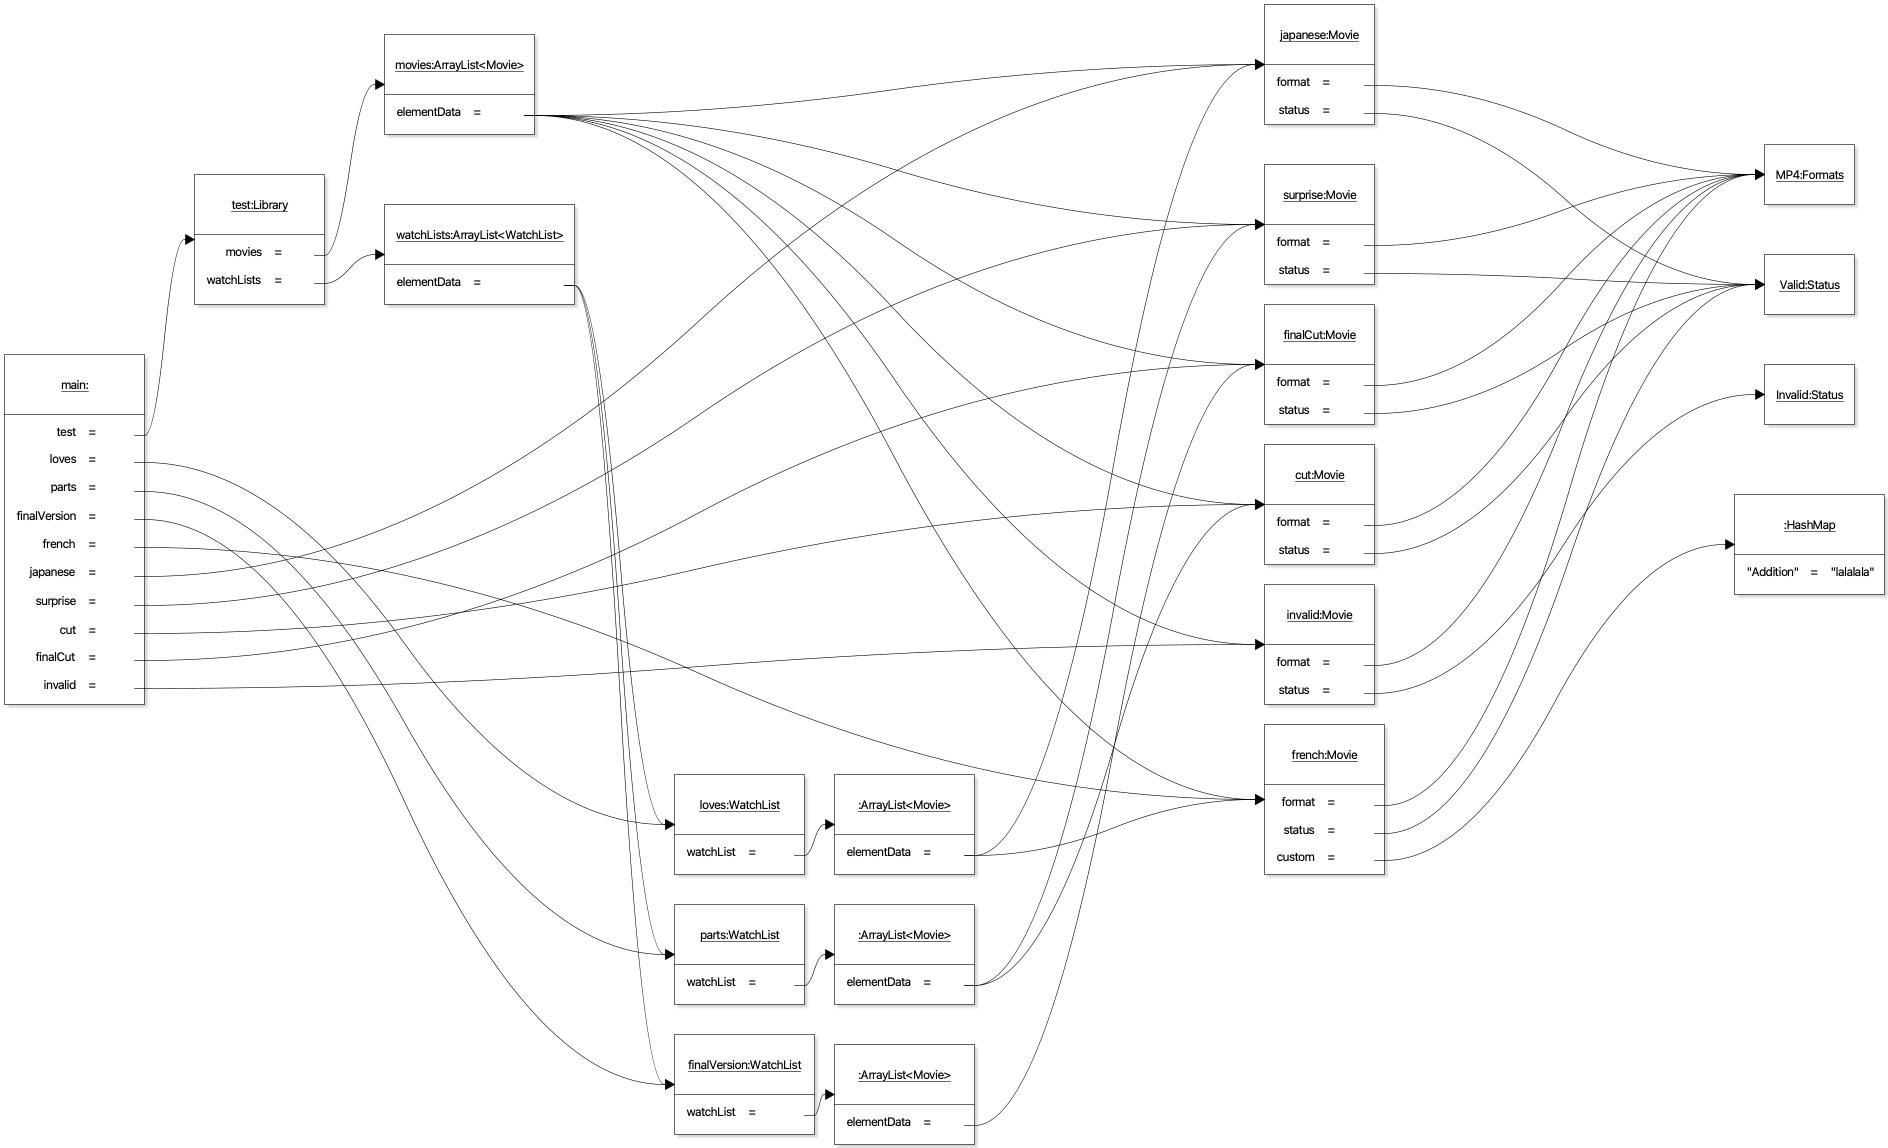 main:
test =
loves =
parts =
finalVersion =
french =
japanese =
surprise =
cut =
finalCut =
invalid =
test:Library
movies =
watchLists =
movies:ArrayList<Movie>
elementData =
watchLists:ArrayList<WatchList>
elementData =
loves:WatchList
watchList =
:ArrayList<Movie>
elementData =
parts:WatchList
watchList =
:ArrayList<Movie>
elementData =
finalVersion:WatchList
watchList =
:ArrayList<Movie>
elementData =
japanese:Movie
format =
status =
surprise:Movie
format =
status =
finalCut:Movie
format =
status =
cut:Movie
format =
status =
invalid:Movie
format =
status =
french:Movie
format =
status =
custom =
MP4:Formats
Valid:Status
Invalid:Status
:HashMap
"Addition" = "lalalala"